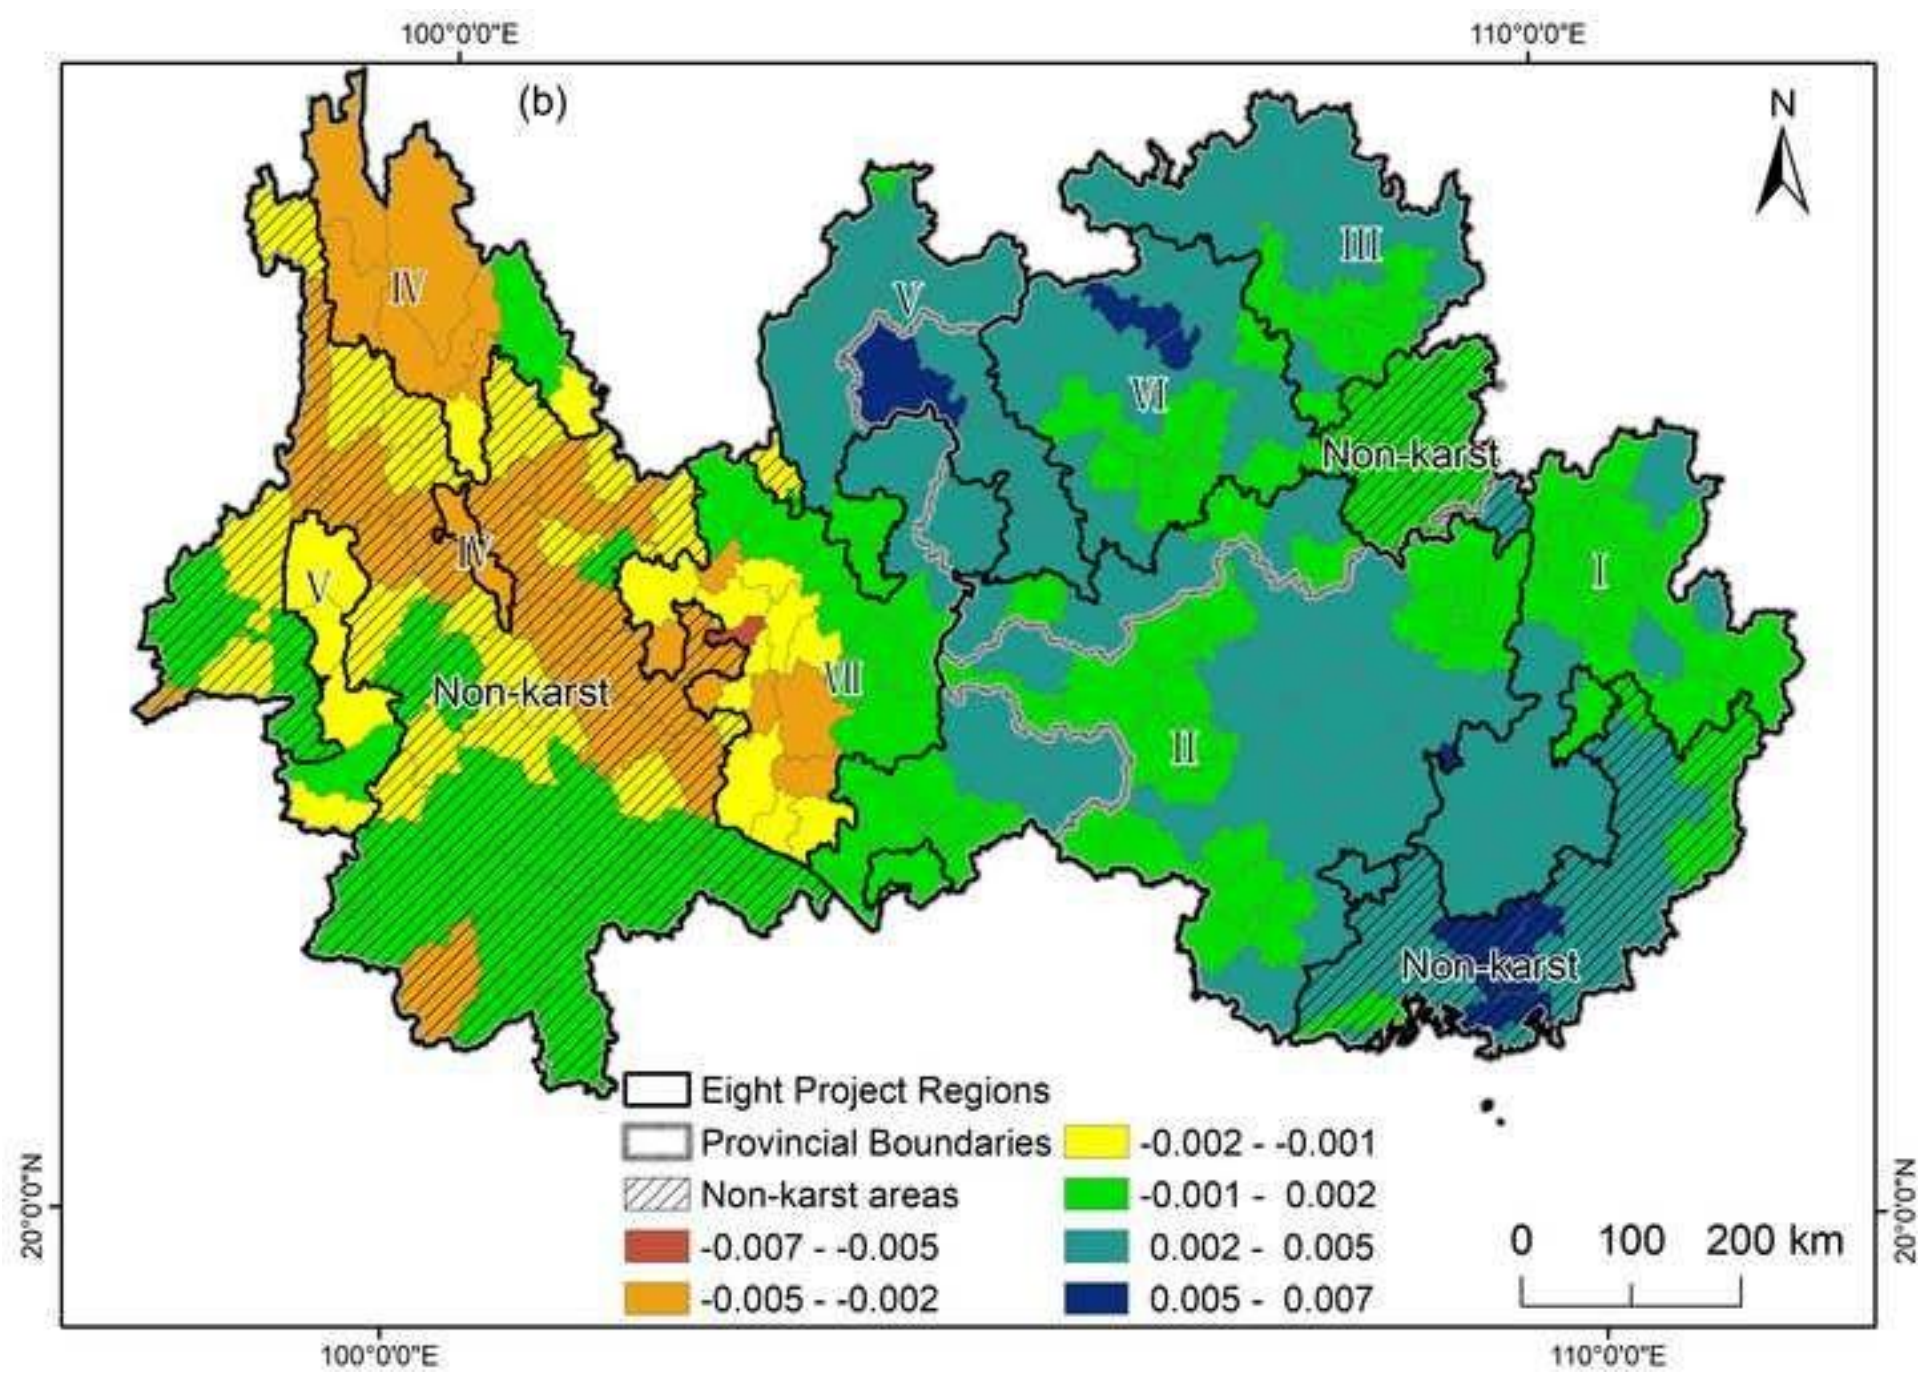 100°0'0"E
110°0'0"E
(b)
N
III
IV
V
VI
Non-karst
IV
V
I
VII
Non-karst
II
Non-karst
Eight Project Regions
Provincial Boundaries
Non-karst areas
-0.007 - -0.005
-0.005 - -0.002
-0.002 - -0.001
-0.001 - 0.002
0.002 - 0.005
0.005 - 0.007
0 100 200 km
20°0'0"N
20°0'0"N
100°0'0"E
110°0'0"E